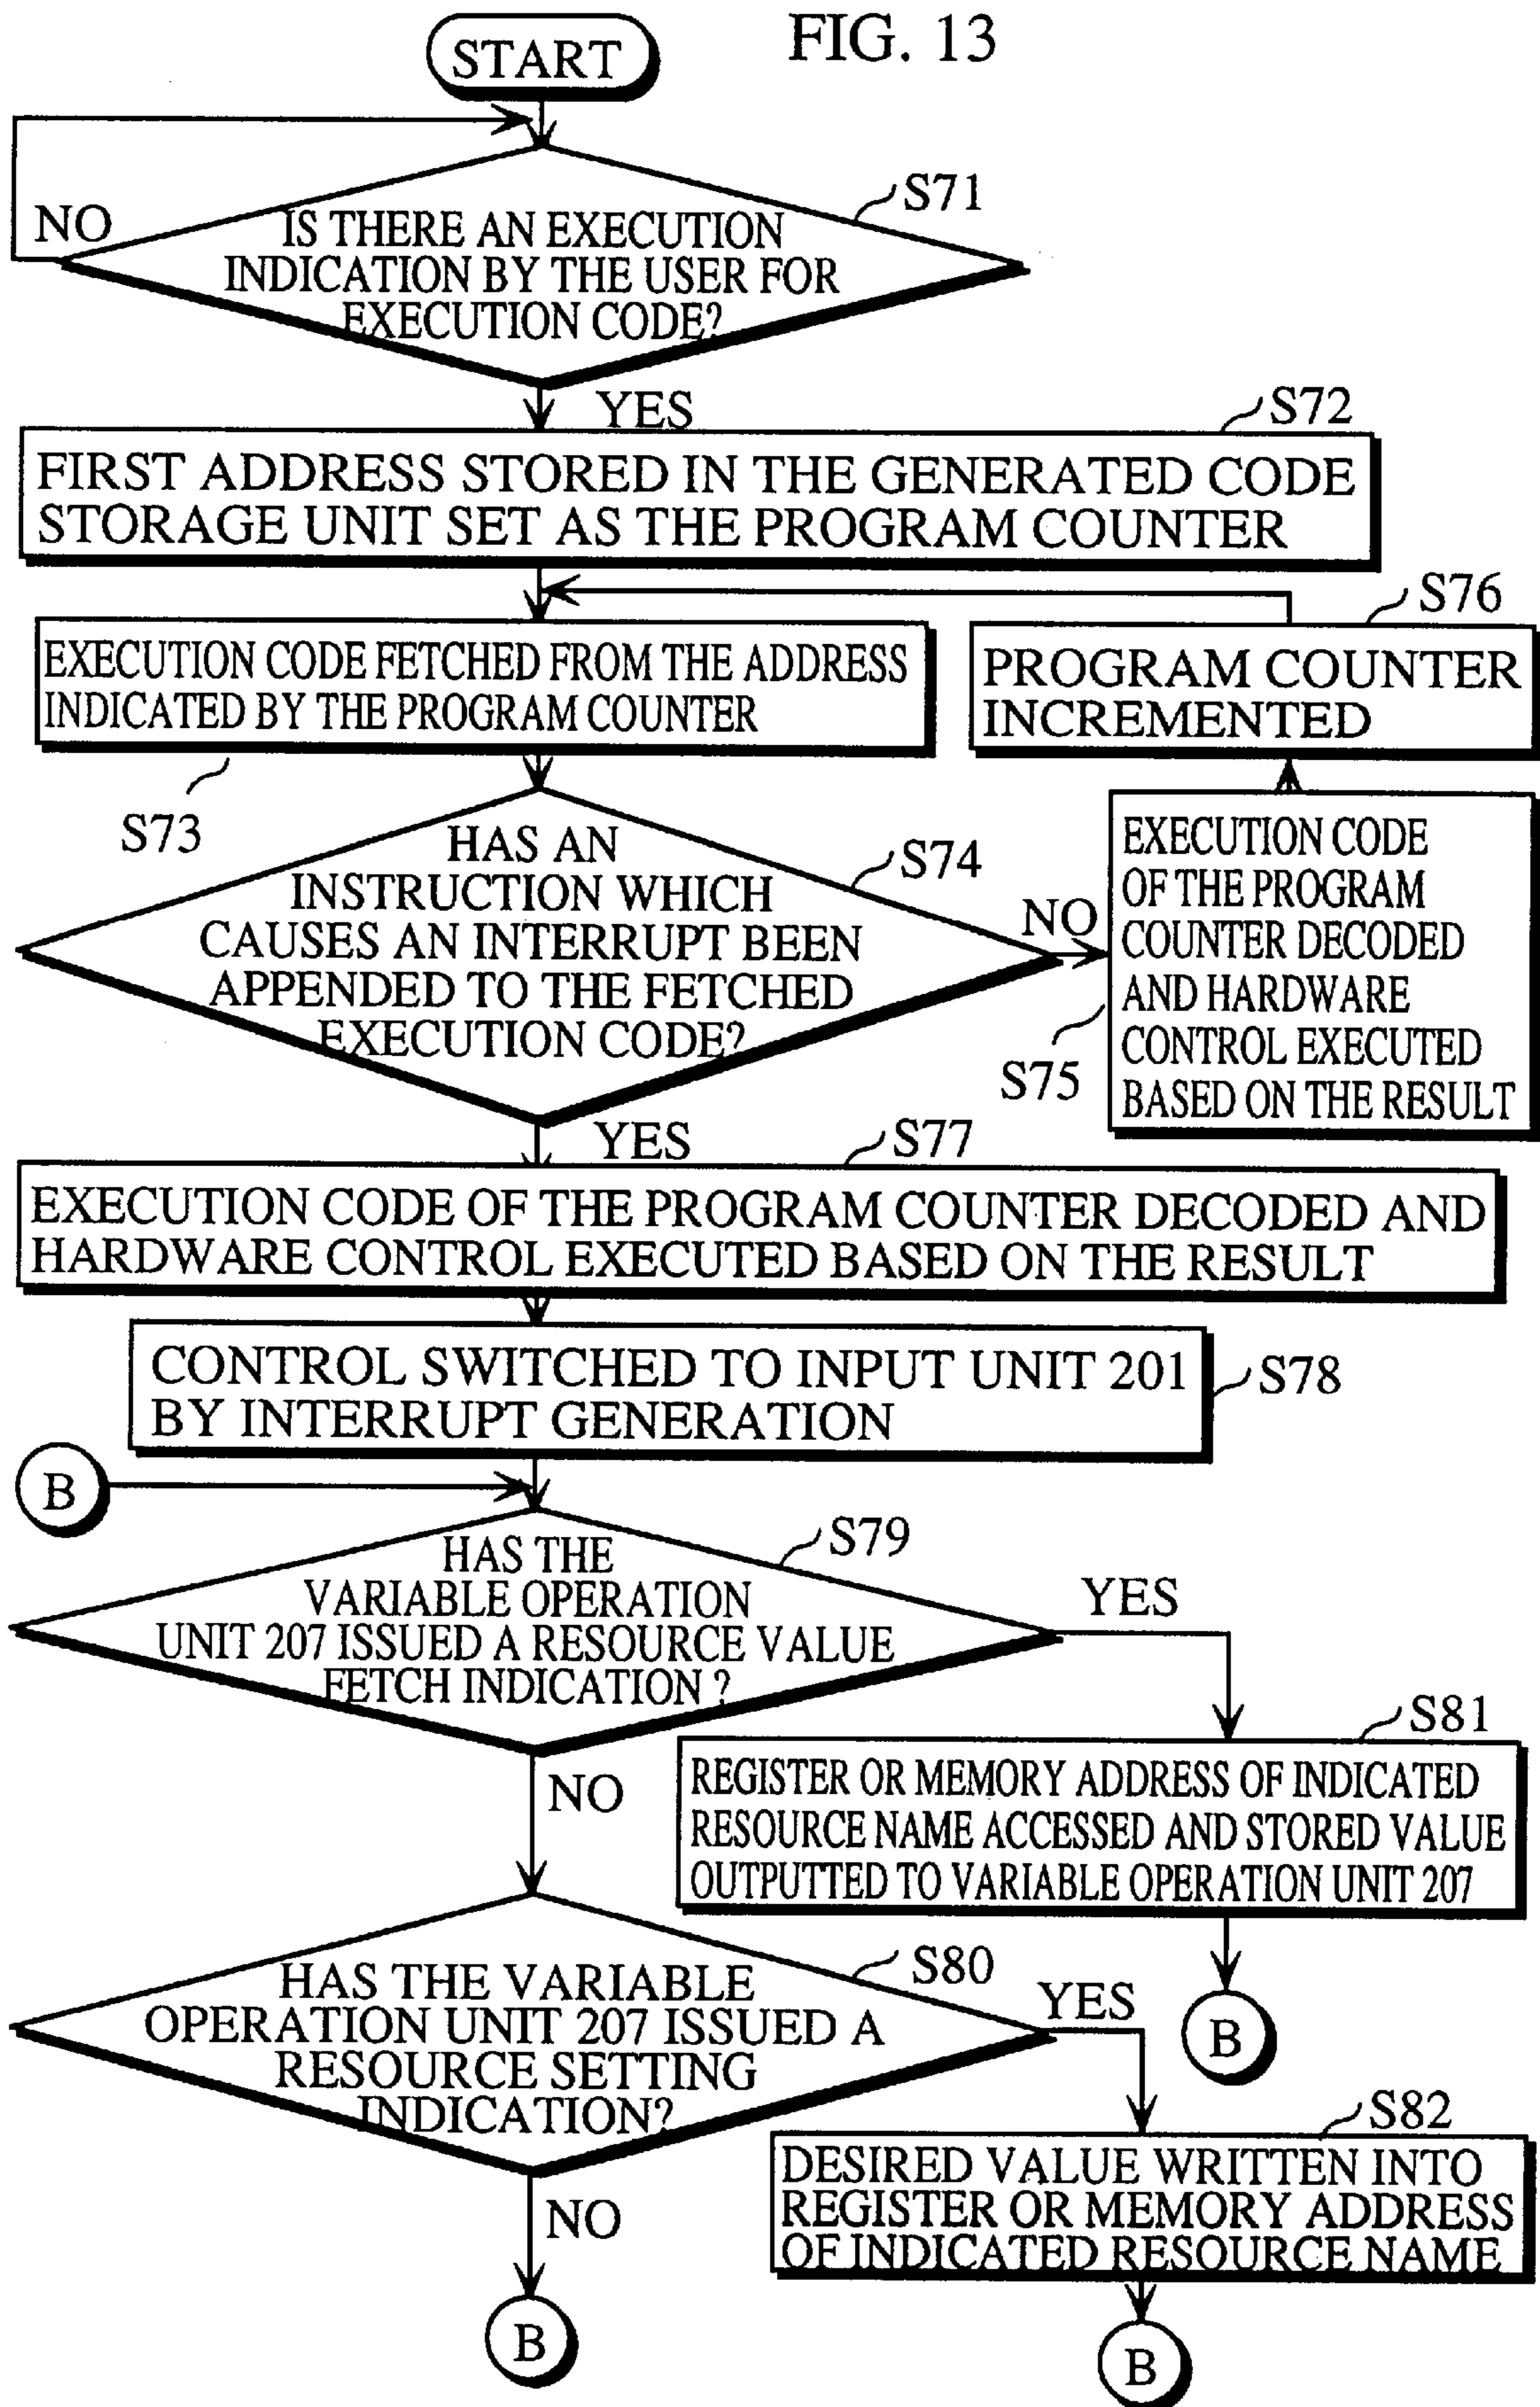 FIG. 13
START
S71
NO
IS THERE AN EXECUTION
INDICATION BY THE USER FOR
EXECUTION CODE?
YES
S72
FIRST ADDRESS STORED IN THE GENERATED CODE
STORAGE UNIT SET AS THE PROGRAM COUNTER
S76
EXECUTION CODE FETCHED FROM THE ADDRESS
INDICATED BY THE PROGRAM COUNTER
PROGRAM COUNTER
INCREMENTED
S73
HAS AN
INSTRUCTION WHICH
CAUSES AN INTERRUPT BEEN
APPENDED TO THE FETCHED
EXECUTION CODE?
S74
NO
EXECUTION CODE
OF THE PROGRAM
COUNTER DECODED
AND HARDWARE
CONTROL EXECUTED
BASED ON THE RESULT
S75
YES
S77
EXECUTION CODE OF THE PROGRAM COUNTER DECODED AND
HARDWARE CONTROL EXECUTED BASED ON THE RESULT
CONTROL SWITCHED TO INPUT UNIT 201
BY INTERRUPT GENERATION
S78
B
S79
HAS THE
VARIABLE OPERATION
UNIT 207 ISSUED A RESOURCE VALUE
FETCH INDICATION ?
YES
S81
NO
REGISTER OR MEMORY ADDRESS OF INDICATED
RESOURCE NAME ACCESSED AND STORED VALUE
OUTPUTTED TO VARIABLE OPERATION UNIT 207
B
S80
HAS THE VARIABLE
OPERATION UNIT 207 ISSUED A
RESOURCE SETTING
INDICATION?
YES
S82
NO
DESIRED VALUE WRITTEN INTO
REGISTER OR MEMORY ADDRESS
OF INDICATED RESOURCE NAME
B
B